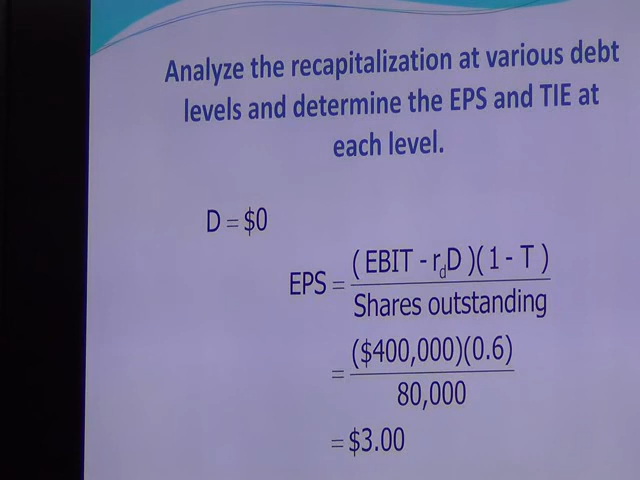 Analyze the recapitalization at various debt
levels and determine the EPS and TIE at
each level.
D = $0
EPS = ( EBIT - rdD )( 1 - T )
Shares outstanding
= ($400,000)(0.6)
80,000
= $3.00